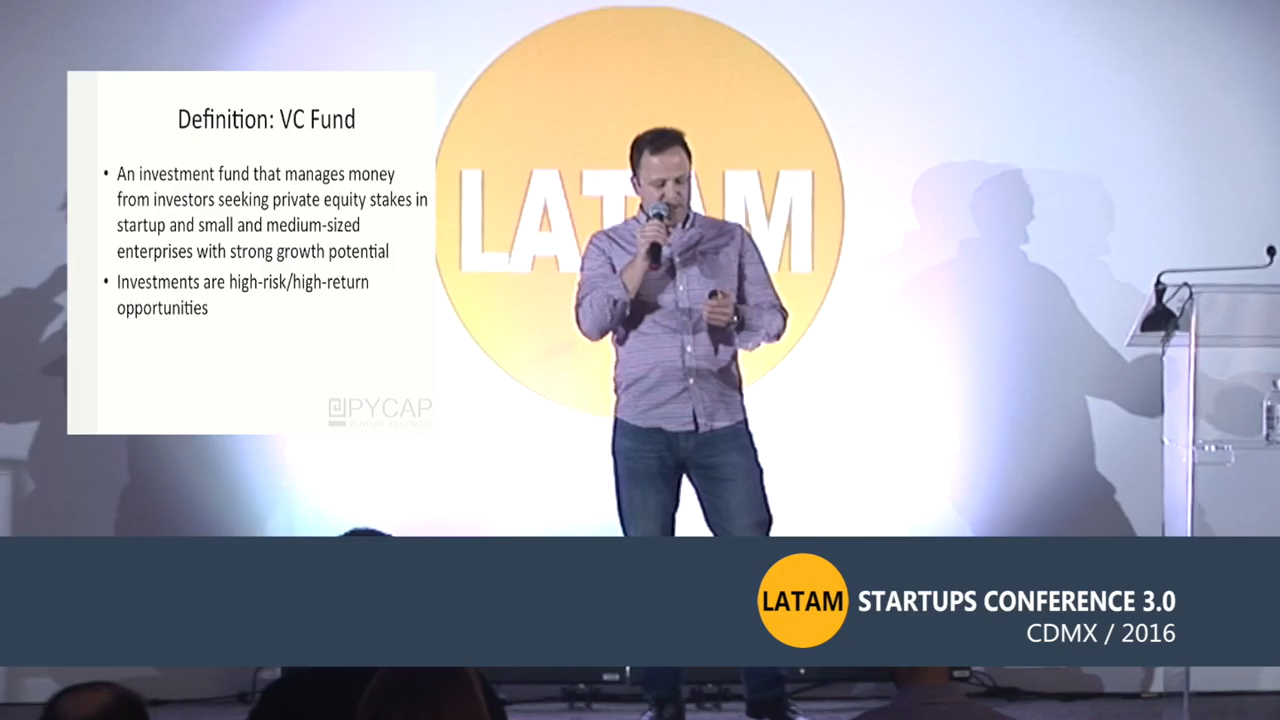 Definition: VC Fund
• An investment fund that manages money
from investors seeking private equity stakes in
startup and small and medium-sized
enterprises with strong growth potential
• Investments are high-risk/high-return
opportunities
PYCAP
VENTURE PARTNERS
LATAM
LATAM STARTUPS CONFERENCE 3.0
CDMX / 2016